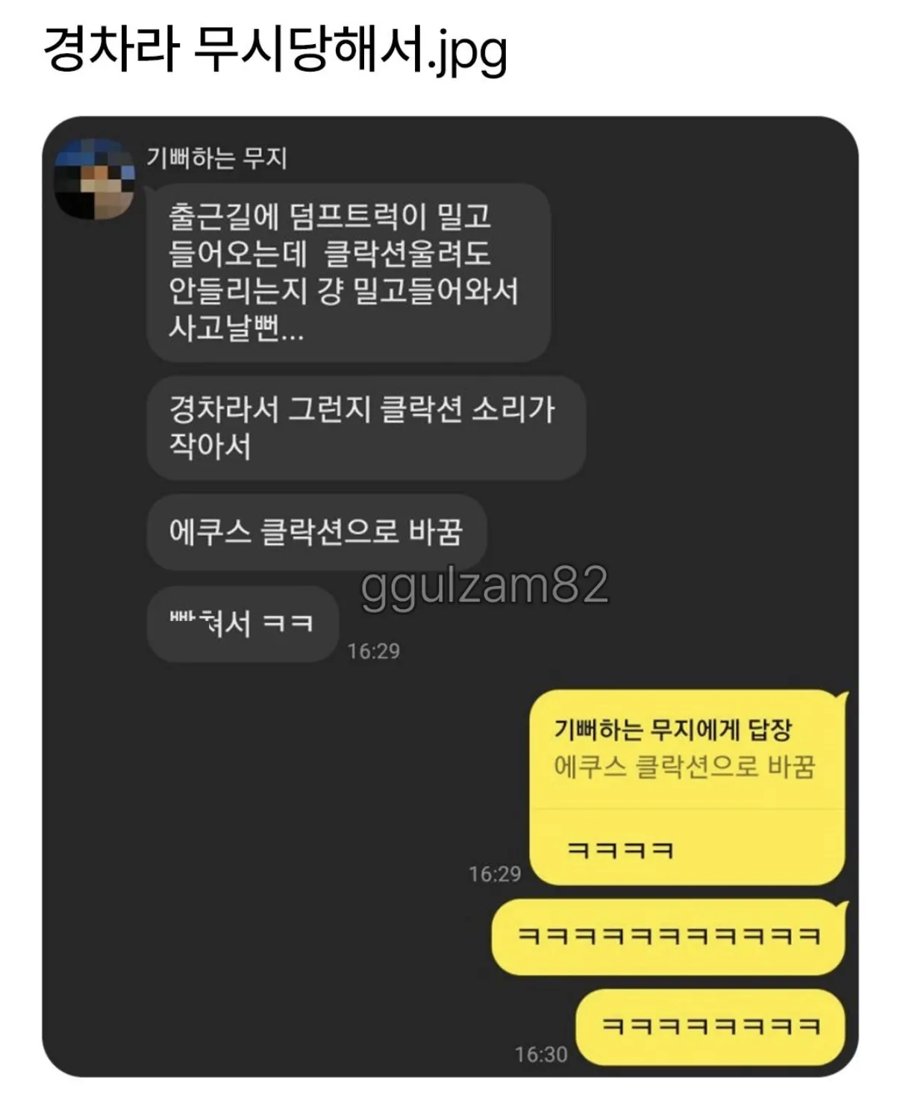 경차라 무시당해서.jpg
기뻐하는 무지
출근길에 덤프트럭이 밀고
들어오는데 클락션울려도
안들리는지 걍 밀고들어와서
사고날뻔...
경차라서 그런지 클락션 소리가
작아서
에쿠스 클락션으로 바꿈
ggulzam82
ㅋㅋ
16:29
기뻐하는 무지에게 답장
에쿠스 클락션으로 바꿈
ㅋㅋㅋㅋ
16:29
ㅋㅋㅋㅋㅋㅋㅋㅋㅋㅋㅋ
ㅋㅋㅋㅋㅋㅋㅋㅋ
16:30